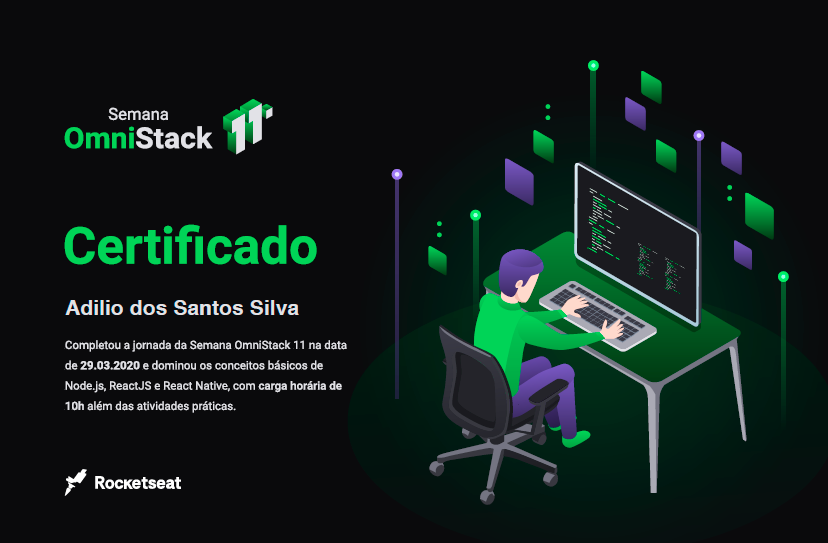 Semana
OmniStack 11
Certificado
Adilio dos Santos Silva
Completou a jornada da Semana OmniStack 11 na data
de 29.03.2020 e dominou os conceitos básicos de
Node.js, ReactJS e React Native, com carga horária de
10h além das atividades práticas.
Rocketseat